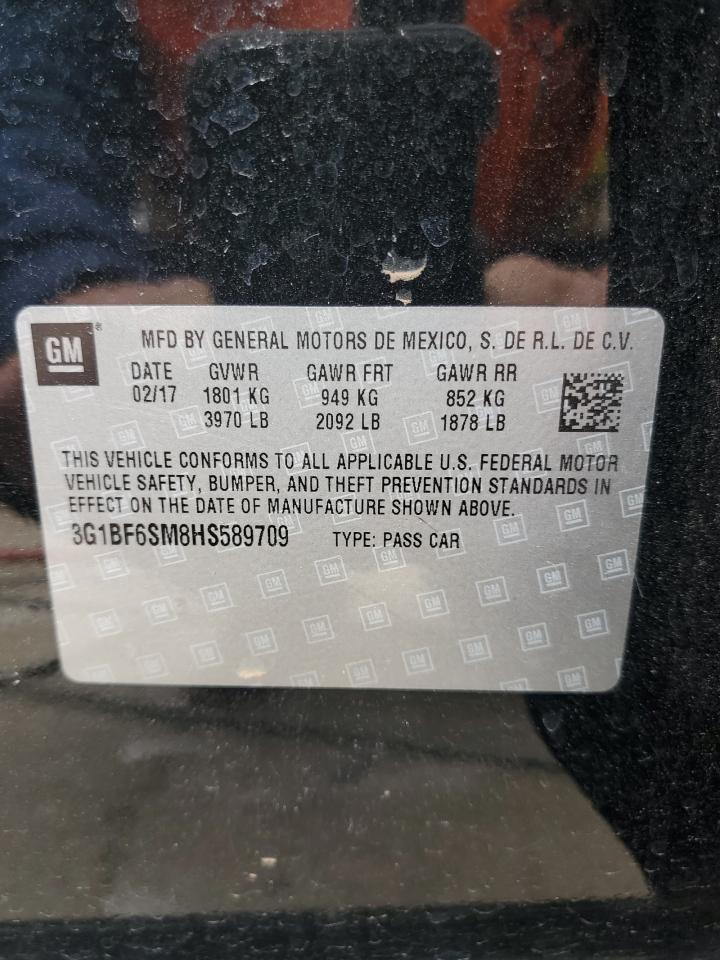 GM® MFD BY GENERAL MOTORS DE MEXICO, S. DE R.L. DE C.V.
DATE GVWR GAWR FRT GAWR RR
02/17 1801 KG 949 KG 852 KG
3970 LB 2092 LB 1878 LB
THIS VEHICLE CONFORMS TO ALL APPLICABLE U.S. FEDERAL MOTOR
VEHICLE SAFETY, BUMPER, AND THEFT PREVENTION STANDARDS IN
EFFECT ON THE DATE OF MANUFACTURE SHOWN ABOVE.
3G1BF6SM8HS589709 TYPE: PASS CAR